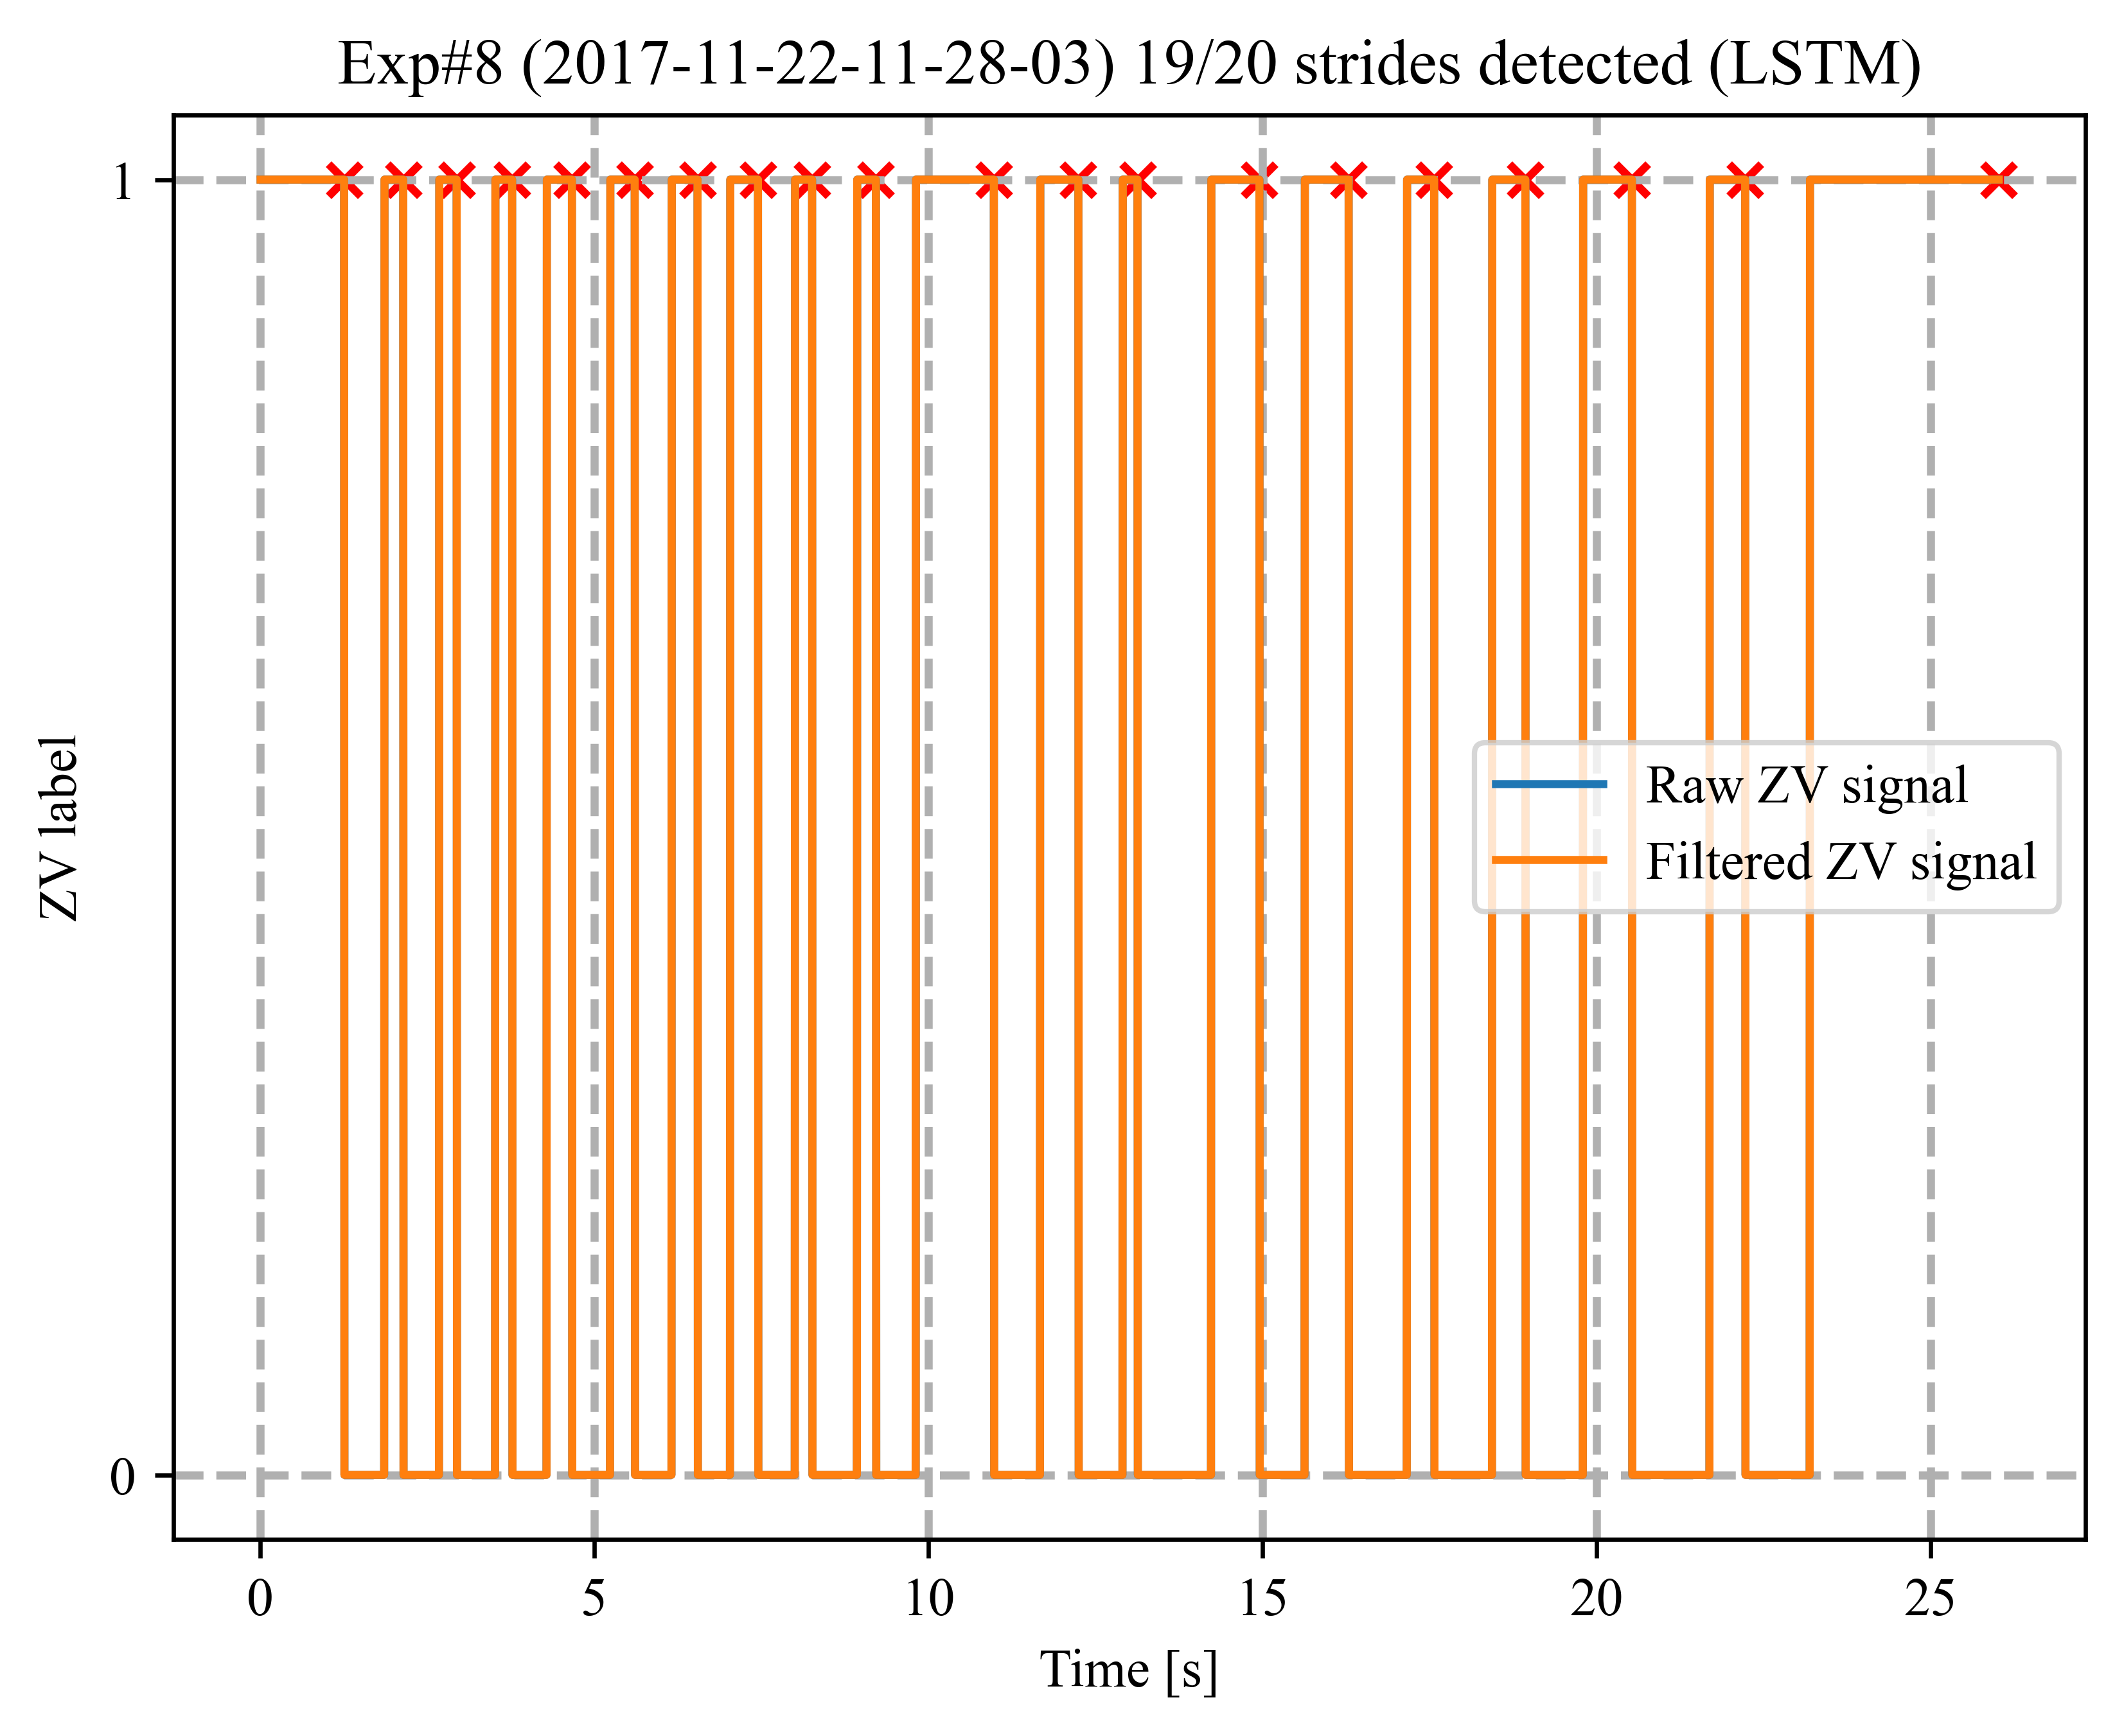 Exp#8 (2017-11-22-11-28-03) 19/20 strides detected (LSTM)
1
ZV label
Raw ZV signal
Filtered ZV signal
0
0 5 10 15 20 25
Time [s]